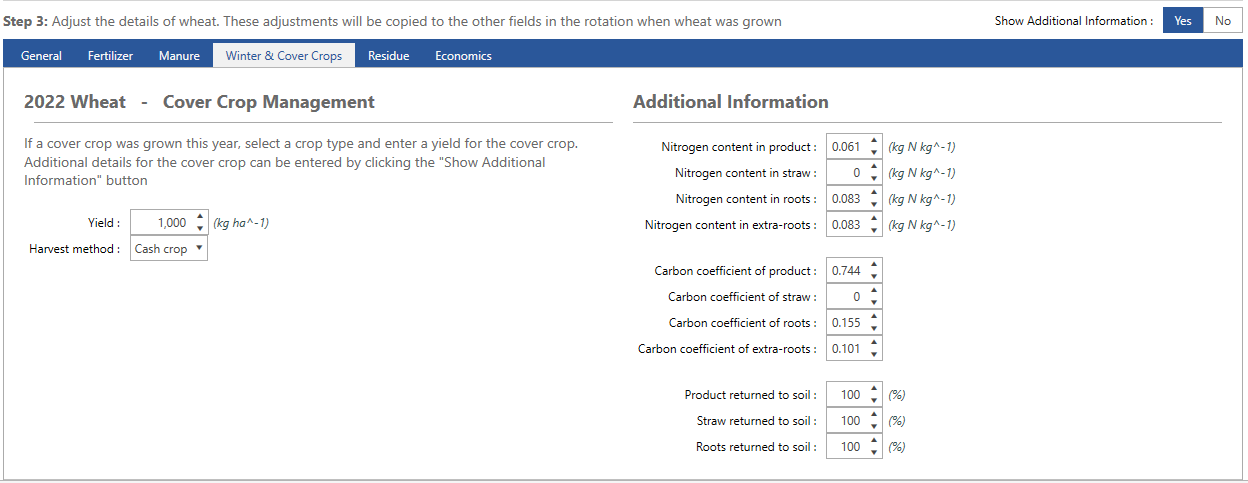 Step 3: Adjust the details of wheat. These adjustments will be copied to the other fields in the rotation when wheat was grown
Show Additional Information : Yes No
General Fertilizer Manure Winter & Cover Crops Residue Economics
2022 Wheat - Cover Crop Management
If a cover crop was grown this year, select a crop type and enter a yield for the cover crop.
Additional details for the cover crop can be entered by clicking the "Show Additional
Information" button
Yield : 1,000 (kg ha^-1)
Harvest method : Cash crop
Additional Information
Nitrogen content in product : 0.061 (kg N kg^-1)
Nitrogen content in straw : 0 (kg N kg^-1)
Nitrogen content in roots : 0.083 (kg N kg^-1)
Nitrogen content in extra-roots : 0.083 (kg N kg^-1)
Carbon coefficient of product : 0.744
Carbon coefficient of straw : 0
Carbon coefficient of roots : 0.155
Carbon coefficient of extra-roots : 0.101
Product returned to soil : 100 (%)
Straw returned to soil : 100 (%)
Roots returned to soil : 100 (%)